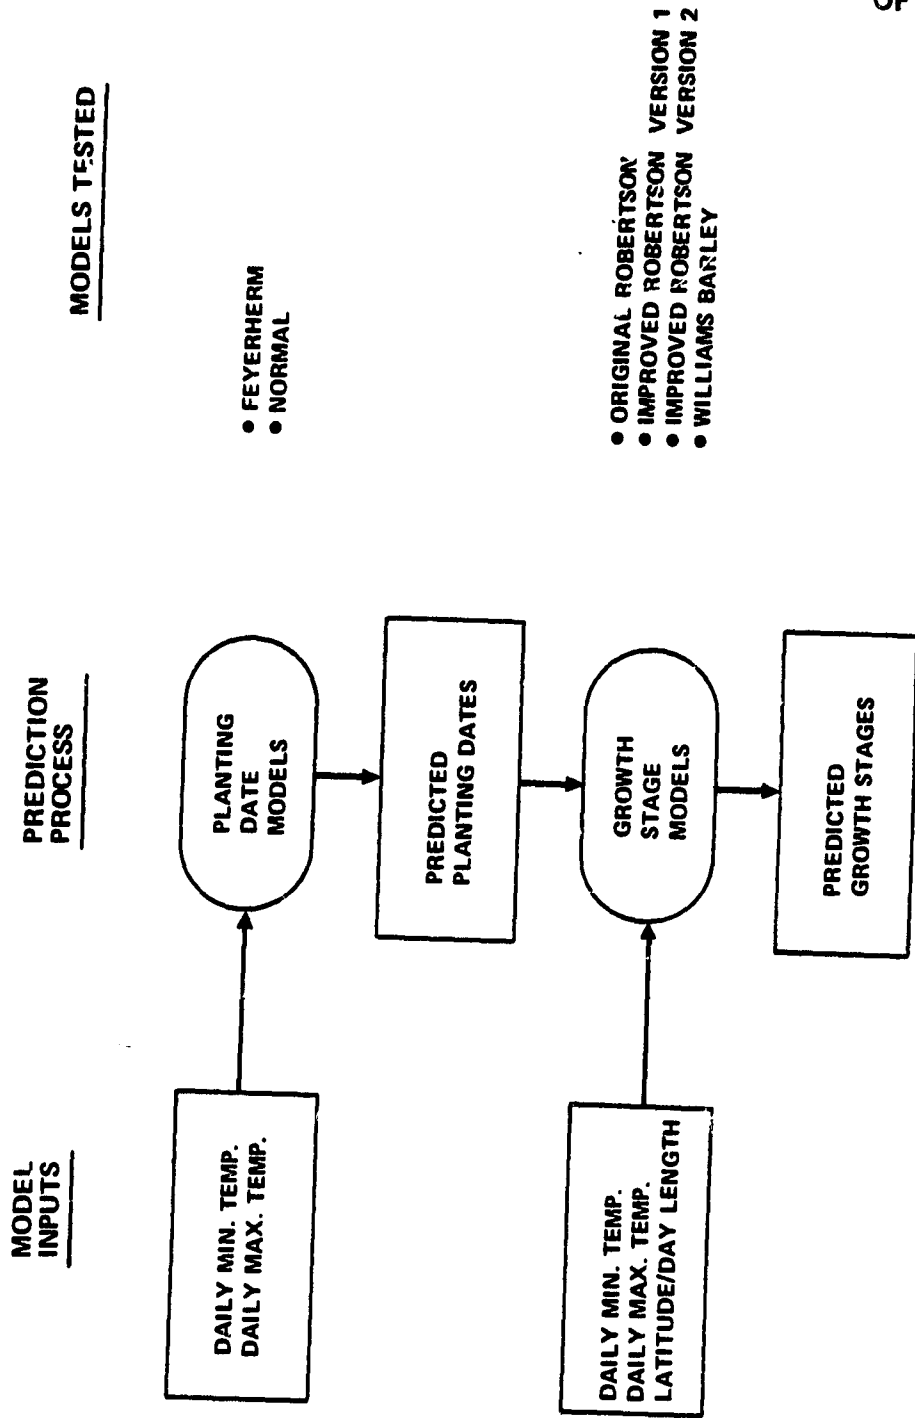 MODEL
INPUTS
PREDICTION
PROCESS
MODELS TESTED
DAILY MIN. TEMP.
DAILY MAX. TEMP.
PLANTING
DATE
MODELS
• FEYERHERM
• NORMAL
PREDICTED
PLANTING DATES
DAILY MIN. TEMP.
DAILY MAX. TEMP.
LATITUDE/DAY LENGTH
GROWTH
STAGE
MODELS
• ORIGINAL ROBERTSON
• IMPROVED ROBERTSON VERSION 1
• IMPROVED ROBERTSON VERSION 2
• WILLIAMS BARLEY
PREDICTED
GROWTH STAGES